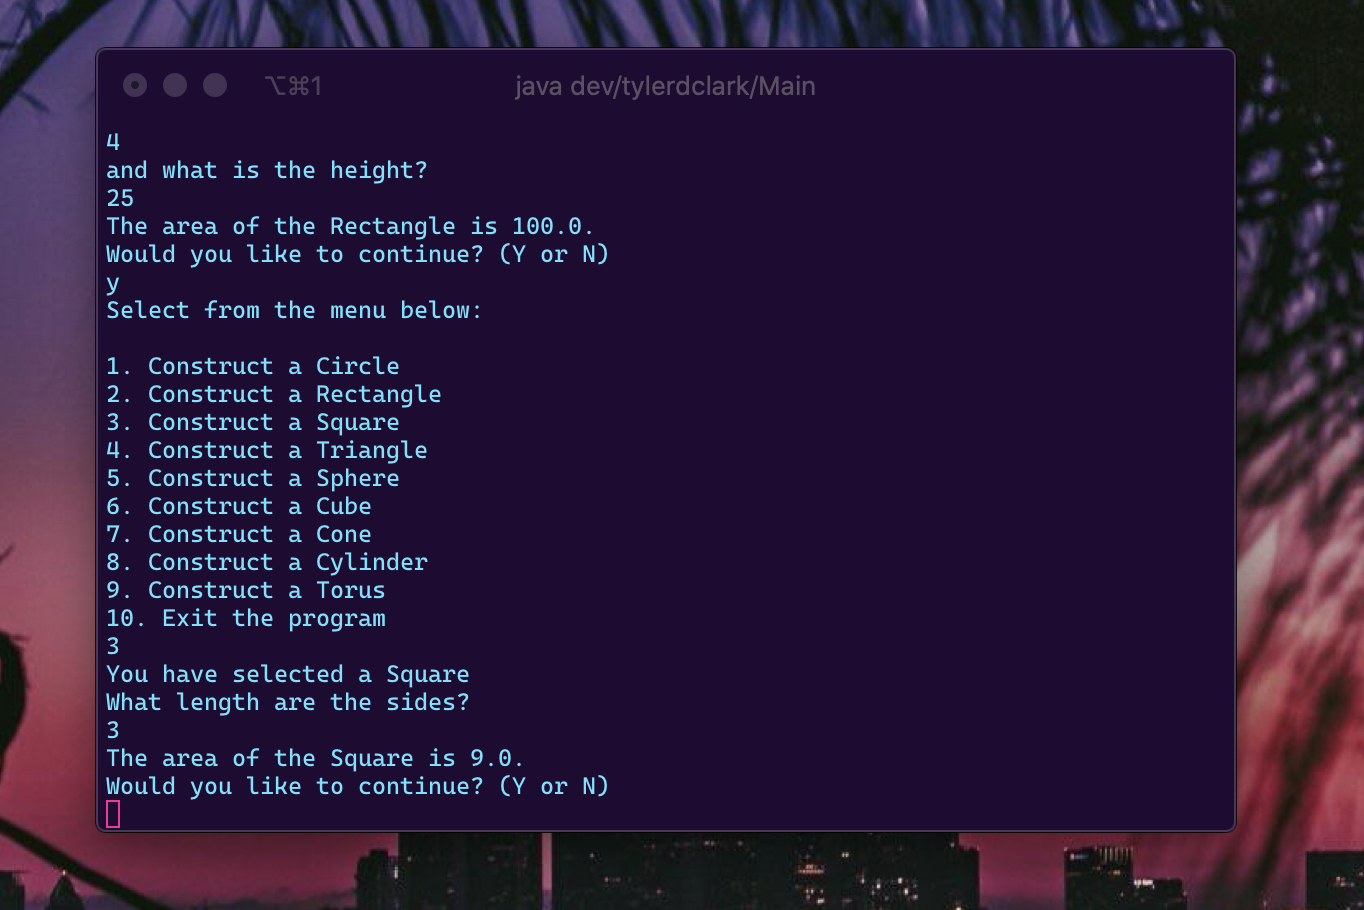 ⌥⌘1
java dev/tylerdclark/Main
4
and what is the height?
25
The area of the Rectangle is 100.0.
Would you like to continue? (Y or N)
y
Select from the menu below:

1. Construct a Circle
2. Construct a Rectangle
3. Construct a Square
4. Construct a Triangle
5. Construct a Sphere
6. Construct a Cube
7. Construct a Cone
8. Construct a Cylinder
9. Construct a Torus
10. Exit the program
3
You have selected a Square
What length are the sides?
3
The area of the Square is 9.0.
Would you like to continue? (Y or N)